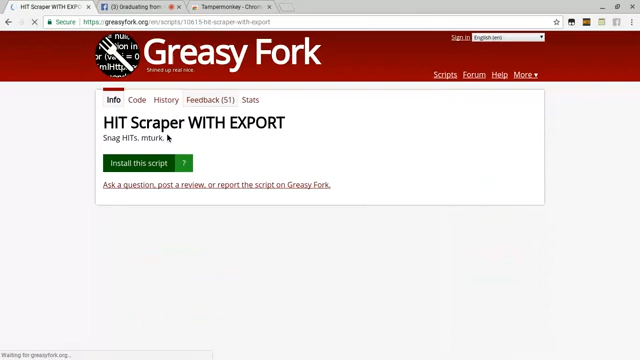 HIT Scraper WITH EXPO
(3) Graduating from
Tampermonkey - Chrom
Secure
https://greasyfork.org/en/scripts/10615-hit-scraper-with-export
Greasy Fork
Shined up real nice.
Sign in
English (en)
Scripts
Forum
Help
More ▾
Info
Code
History
Feedback (51)
Stats
HIT Scraper WITH EXPORT
Snag HITs. mturk.
Install this script
?
Ask a question, post a review, or report the script on Greasy Fork.
Waiting for greasyfork.org...